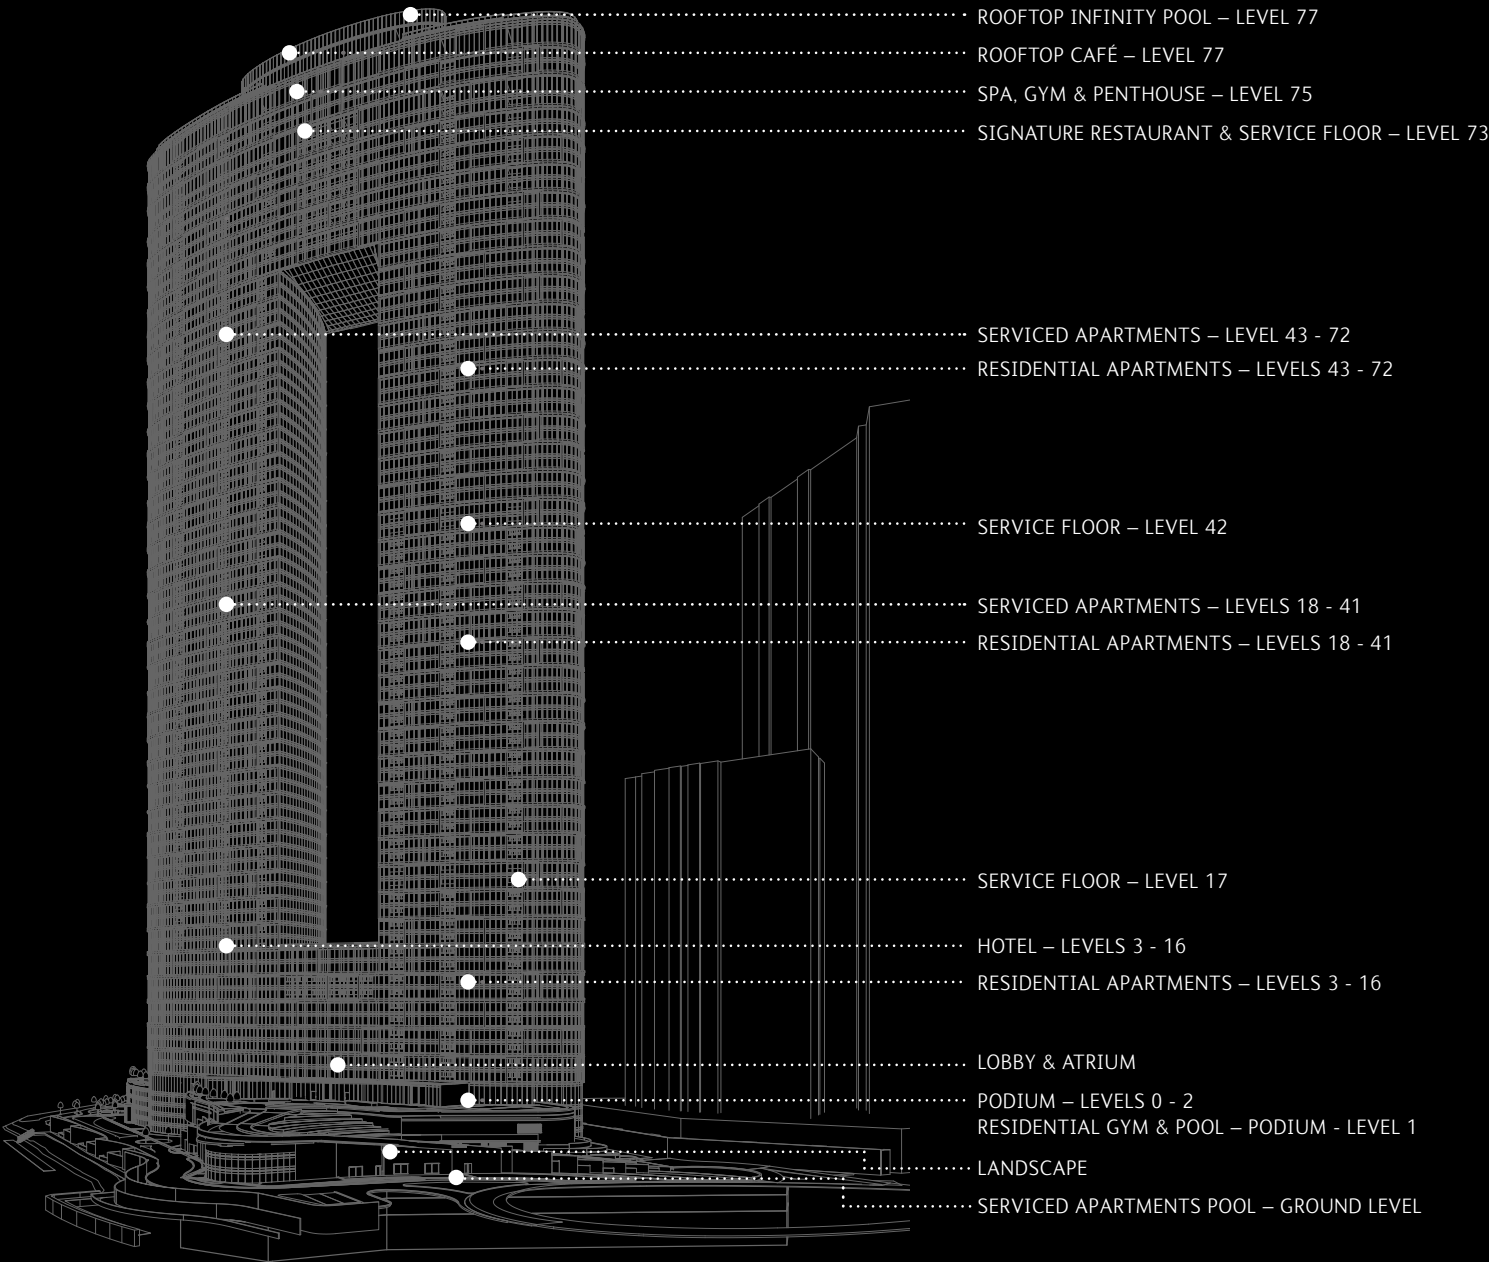 ROOFTOP INFINITY POOL – LEVEL 77
ROOFTOP CAFÉ – LEVEL 77
SPA, GYM & PENTHOUSE – LEVEL 75
SIGNATURE RESTAURANT & SERVICE FLOOR – LEVEL 73
SERVICED APARTMENTS – LEVEL 43 - 72
RESIDENTIAL APARTMENTS – LEVELS 43 - 72
SERVICE FLOOR – LEVEL 42
SERVICED APARTMENTS – LEVELS 18 - 41
RESIDENTIAL APARTMENTS – LEVELS 18 - 41
SERVICE FLOOR – LEVEL 17
HOTEL – LEVELS 3 - 16
RESIDENTIAL APARTMENTS – LEVELS 3 - 16
LOBBY & ATRIUM
PODIUM – LEVELS 0 - 2
RESIDENTIAL GYM & POOL – PODIUM - LEVEL 1
LANDSCAPE
SERVICED APARTMENTS POOL – GROUND LEVEL